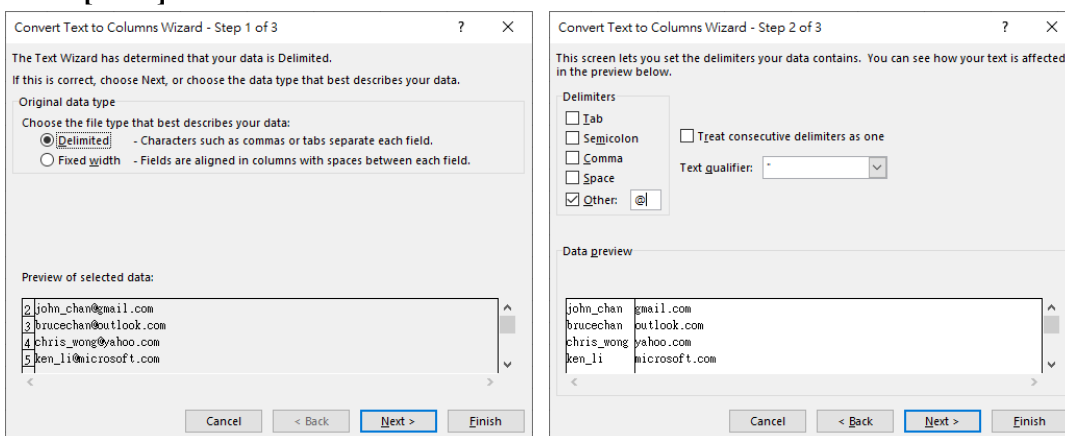 Convert Text to Columns Wizard - Step 1 of 3 ? ×
The Text Wizard has determined that your data is Delimited.
If this is correct, choose Next, or choose the data type that best describes your data.
Original data type
Choose the file type that best describes your data:
Delimited - Characters such as commas or tabs separate each field.
Fixed width - Fields are aligned in columns with spaces between each field.
Preview of selected data:
2 john_chan@gmail.com
3 brucechan@outlook.com
4 chris_wong@yahoo.com
5 ken_li@microsoft.com
Cancel < Back Next > Finish
Convert Text to Columns Wizard - Step 2 of 3 ? ×
This screen lets you set the delimiters your data contains. You can see how your text is affected
in the preview below.
Delimiters
Tab
Semicolon
Comma
Space
Other: @
Treat consecutive delimiters as one
Text qualifier: "
Data preview
john_chan gmail.com
brucechan outlook.com
chris_wong yahoo.com
ken_li microsoft.com
Cancel < Back Next > Finish